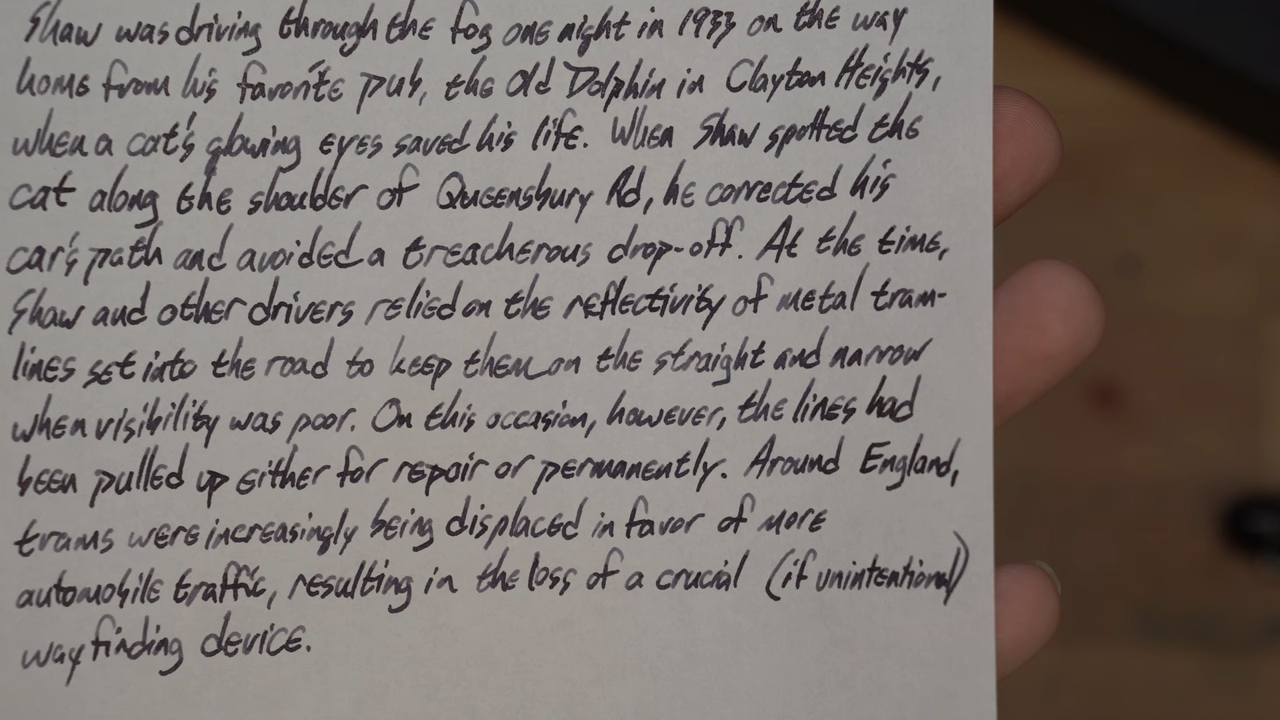 Shaw was driving through the fog one night in 1933 on the way
home from his favorite pub, the Old Dolphin in Clayton Heights,
when a cat's glowing eyes saved his life. When Shaw spotted the
cat along the shoulder of Queensbury Rd, he corrected his
car's path and avoided a treacherous drop-off. At the time,
Shaw and other drivers relied on the reflectivity of metal tram-
lines set into the road to keep them on the straight and narrow
when visibility was poor. On this occasion, however, the lines had
been pulled up either for repair or permanently. Around England,
trams were increasingly being displaced in favor of more
automobile traffic, resulting in the loss of a crucial (if unintentional)
wayfinding device.